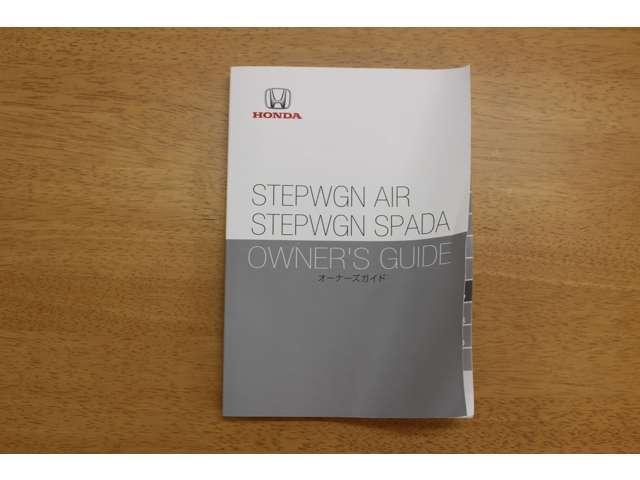 HONDA
STEPWGN AIR
STEPWGN SPADA
OWNER'S GUIDE
オーナーズガイド